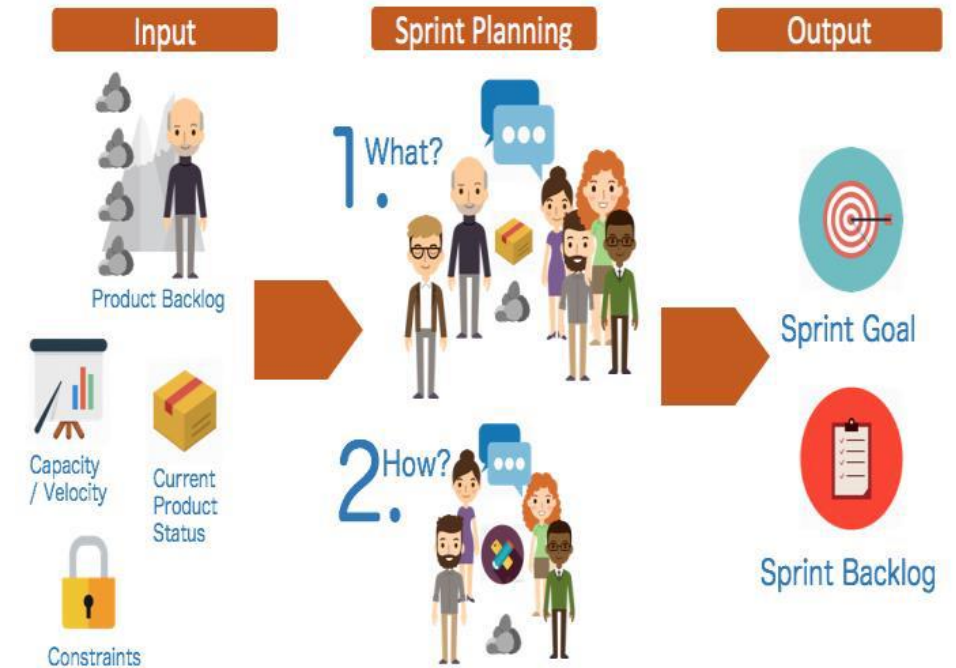 Input
Sprint Planning
Output
Product Backlog
Capacity
/ Velocity
Current
Product
Status
Constraints
1.
What?
2.
How?
Sprint Goal
Sprint Backlog